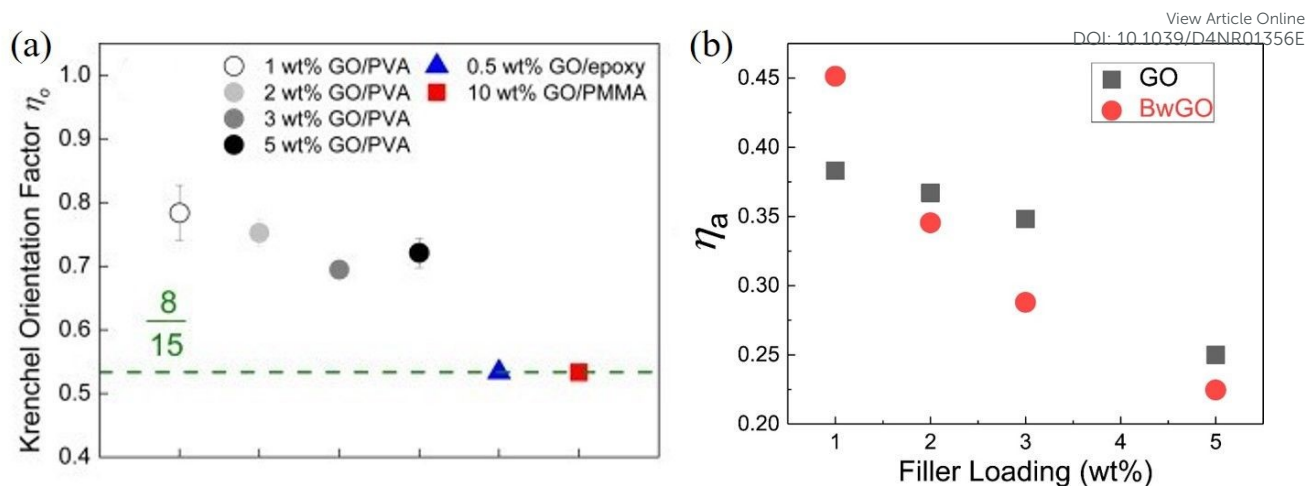 View Article Online
DOI: 10.1039/D4NR01356E
(a)
Krenchel Orientation Factor ηₒ
1.0
0.9
0.8
0.7
0.6
0.5
0.4
1 wt% GO/PVA
2 wt% GO/PVA
3 wt% GO/PVA
5 wt% GO/PVA
0.5 wt% GO/epoxy
10 wt% GO/PMMA
8
15
(b)
ηa
0.45
0.40
0.35
0.30
0.25
0.20
GO
BwGO
1 2 3 4 5
Filler Loading (wt%)